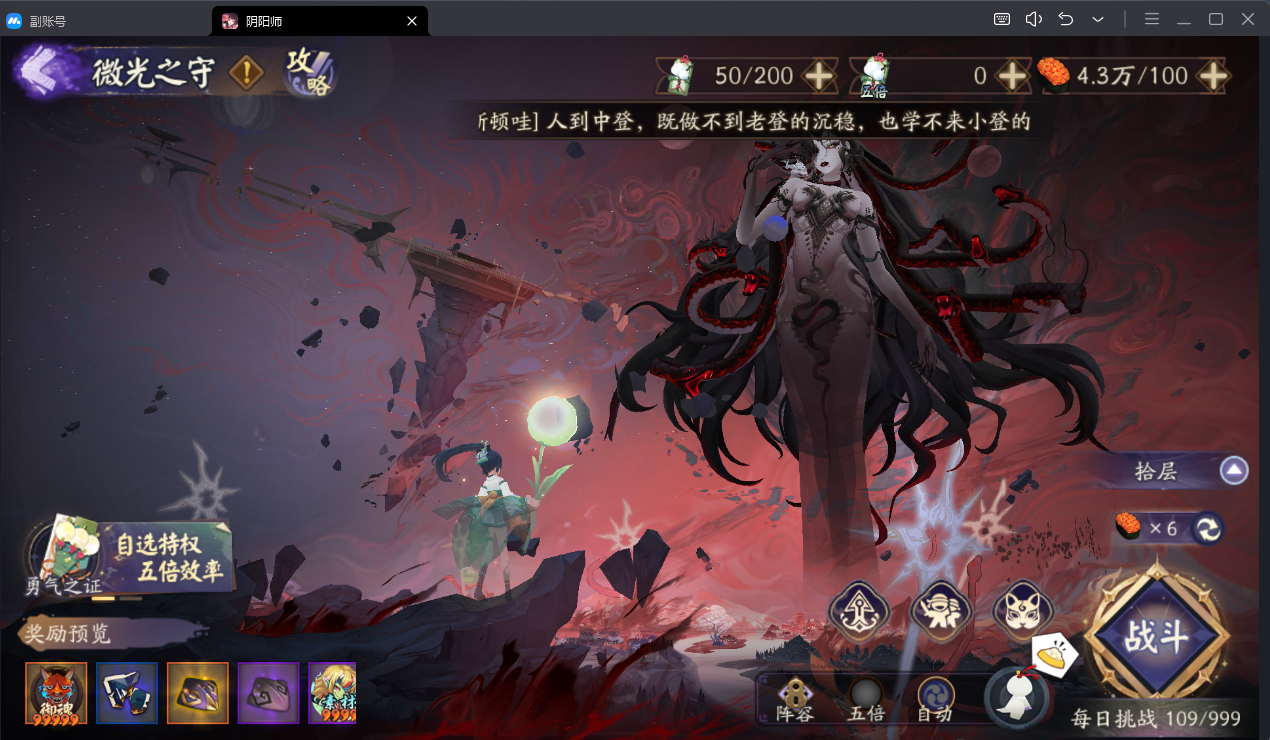 副账号
阴阳师
微光之守
攻略
50/200
五倍
0
4.3万/100
斤顿哇] 人到中登，既做不到老登的沉稳，也学不来小登的
拾层
×6
自选特权
五倍效率
勇气之证
奖励预览
战斗
御魂
99999
阵容
五倍
自动
每日挑战 109/999